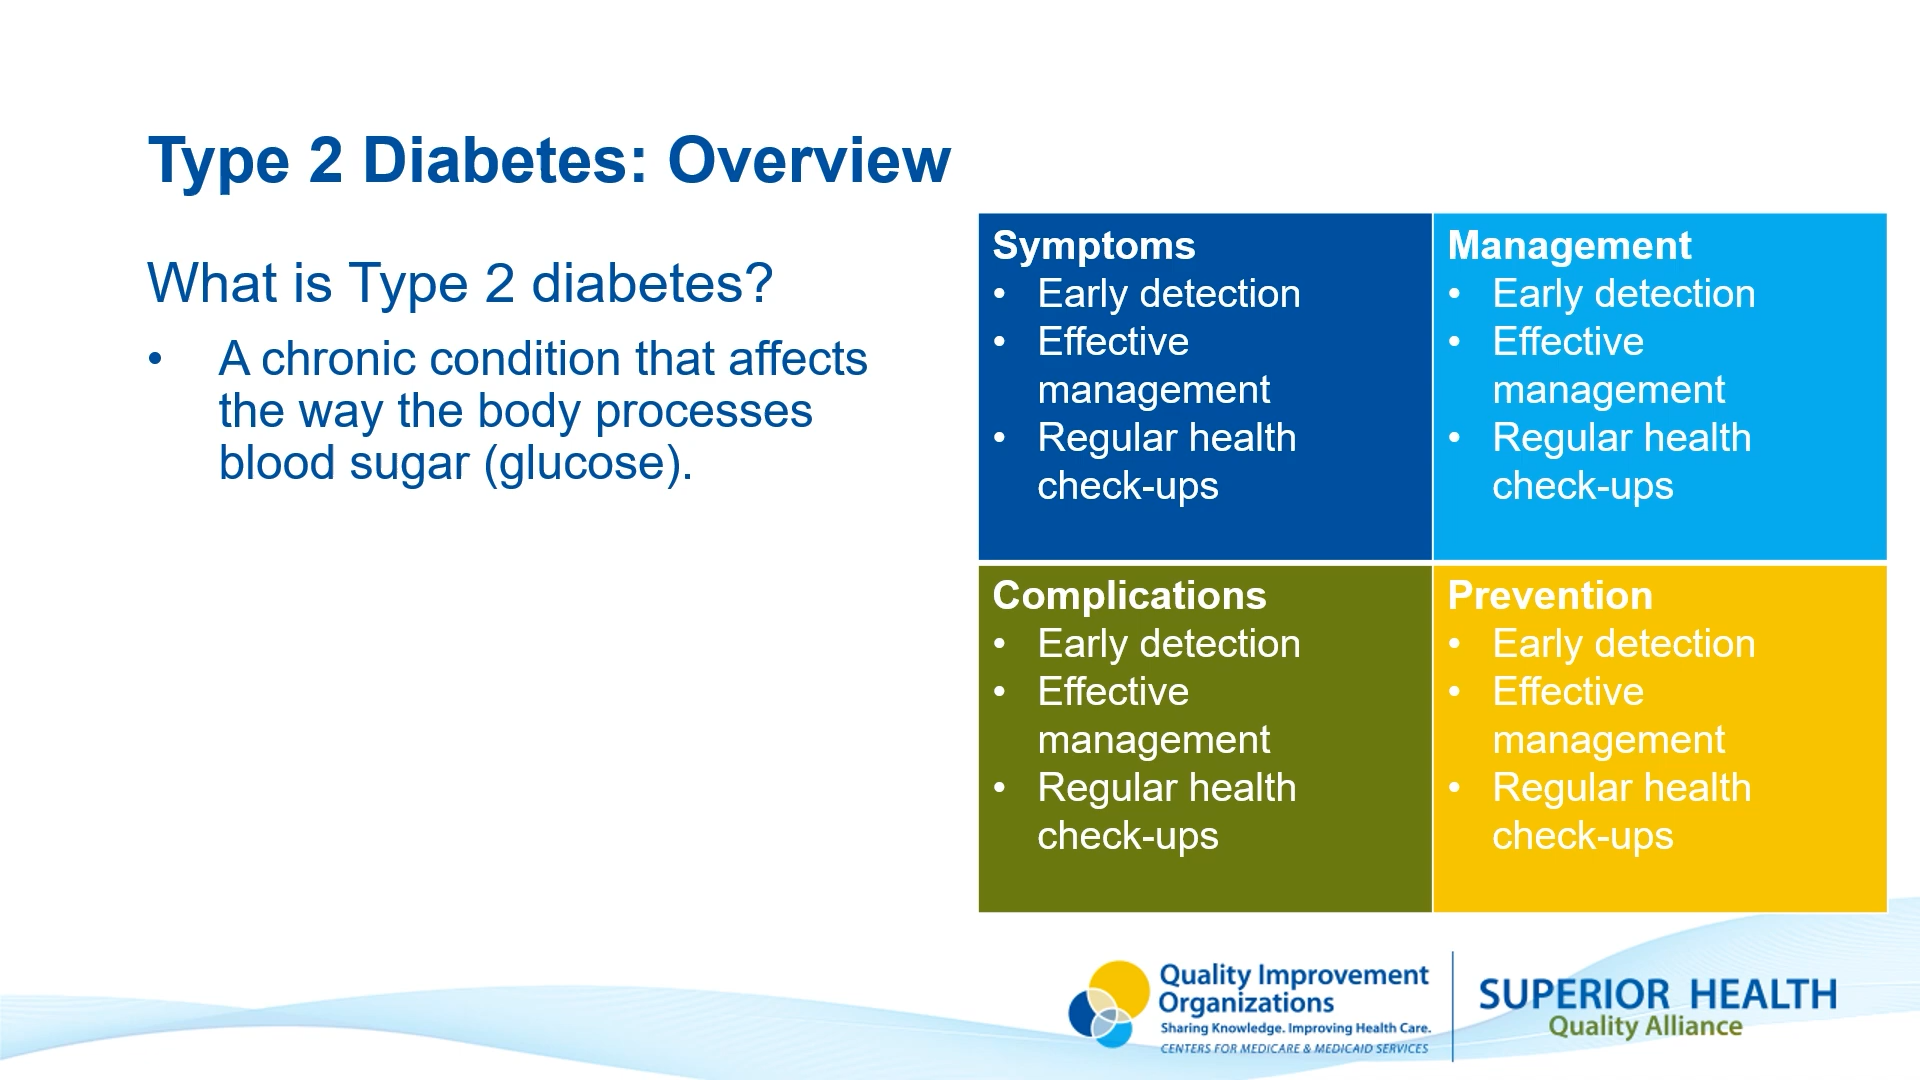 Type 2 Diabetes: Overview
What is Type 2 diabetes?
• A chronic condition that affects
the way the body processes
blood sugar (glucose).
Symptoms
• Early detection
• Effective
management
• Regular health
check-ups
Management
• Early detection
• Effective
management
• Regular health
check-ups
Complications
• Early detection
• Effective
management
• Regular health
check-ups
Prevention
• Early detection
• Effective
management
• Regular health
check-ups
Quality Improvement
Organizations
Sharing Knowledge. Improving Health Care.
CENTERS FOR MEDICARE & MEDICAID SERVICES
SUPERIOR HEALTH
Quality Alliance